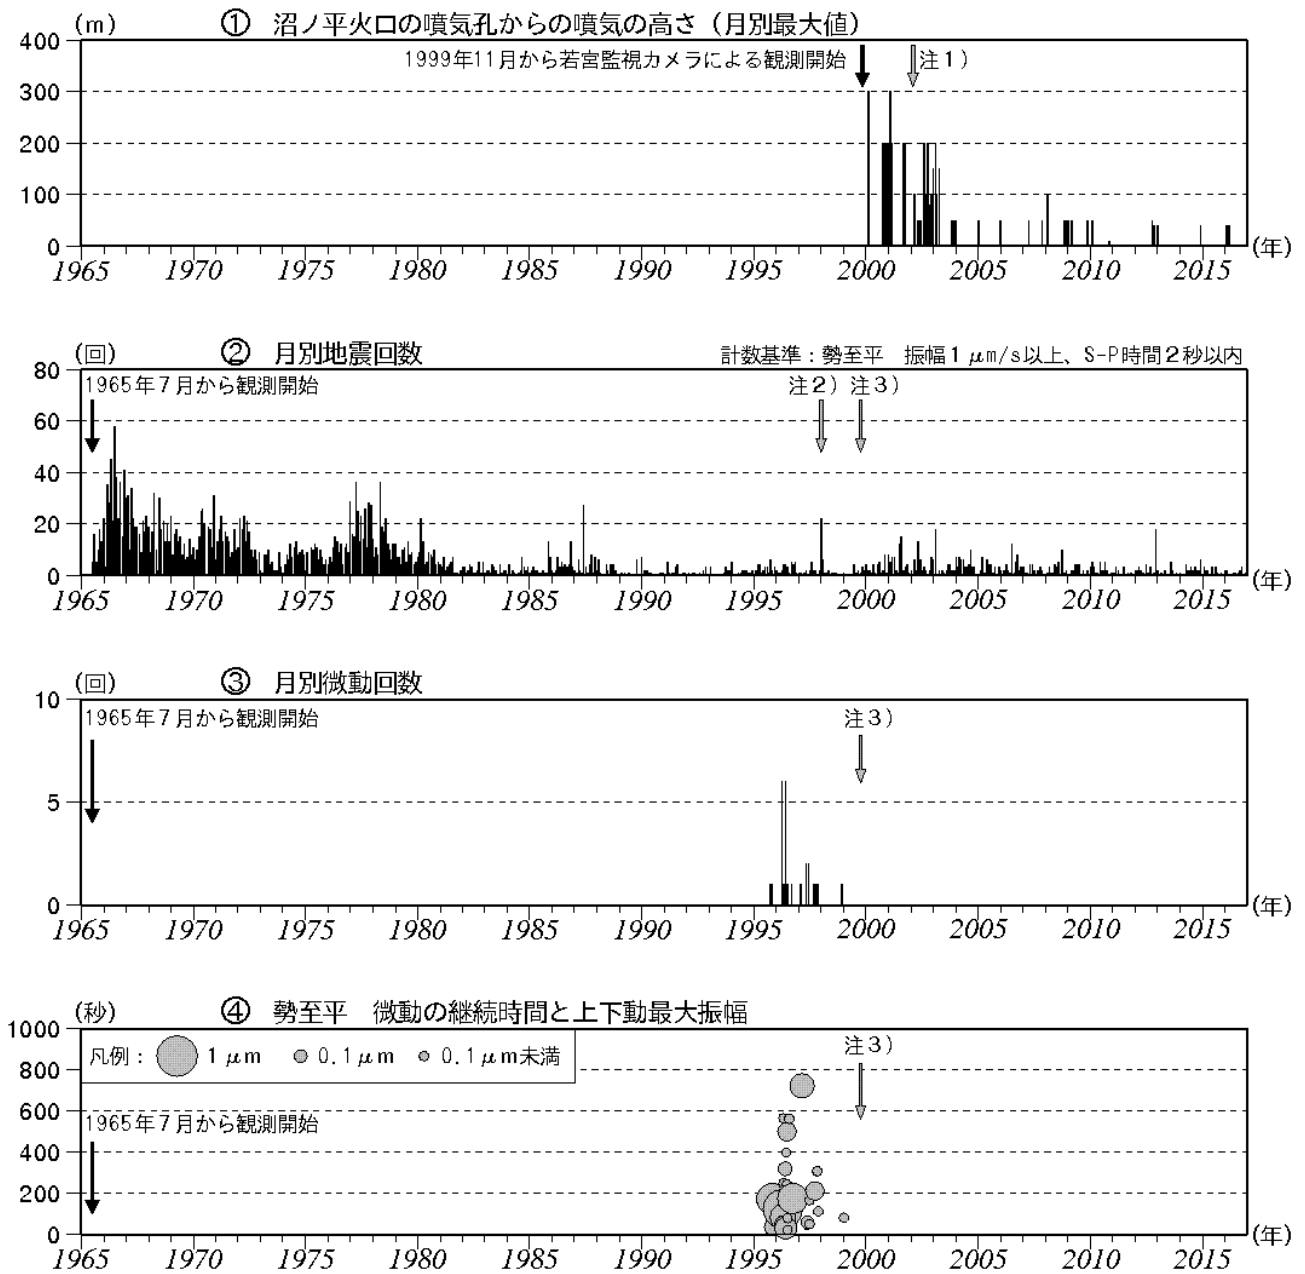 (m) ① 沼ノ平火口の噴気孔からの噴気の高さ（月別最大値）
400
1999年11月から若宮監視カメラによる観測開始 注1）
300
200
100
0
1965 1970 1975 1980 1985 1990 1995 2000 2005 2010 2015 (年)
(回) ② 月別地震回数 計数基準：勢至平 振幅1μm/s以上、S-P時間2秒以内
80
1965年7月から観測開始 注2） 注3）
60
40
20
0
1965 1970 1975 1980 1985 1990 1995 2000 2005 2010 2015 (年)
(回) ③ 月別微動回数
10
1965年7月から観測開始 注3）
5
0
1965 1970 1975 1980 1985 1990 1995 2000 2005 2010 2015 (年)
(秒) ④ 勢至平 微動の継続時間と上下動最大振幅
1000
凡例： 1μm 0.1μm 0.1μm未満 注3）
800
600
1965年7月から観測開始
400
200
0
1965 1970 1975 1980 1985 1990 1995 2000 2005 2010 2015 (年)